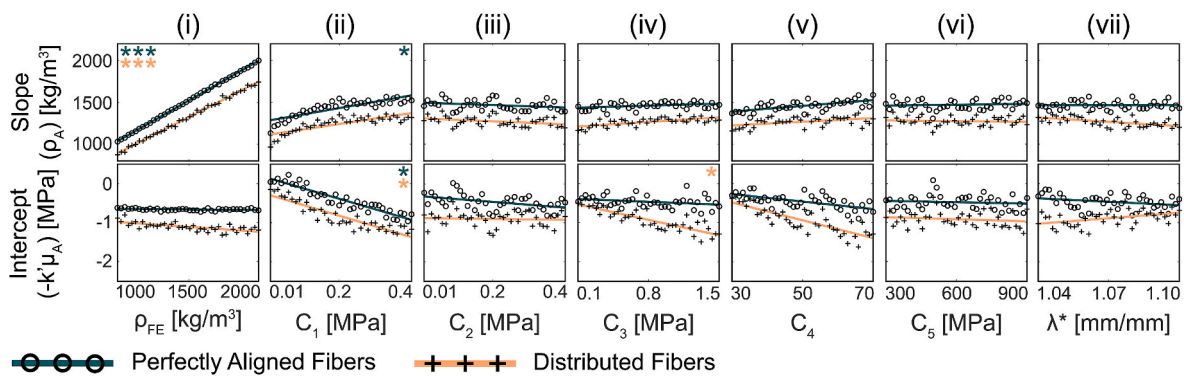 (i) (ii) (iii) (iv) (v) (vi) (vii)
Slope
(ρA) [kg/m3]
2000
1500
1000
*** * 
***
Intercept
(-k'μA) [MPa]
0
-1
-2
* *
*
1000 1500 2000 0.01 0.2 0.4 0.01 0.2 0.4 0.1 0.8 1.5 30 50 70 300 600 900 1.04 1.07 1.10
ρFE [kg/m3] C1 [MPa] C2 [MPa] C3 [MPa] C4 C5 [MPa] λ* [mm/mm]
Perfectly Aligned Fibers Distributed Fibers